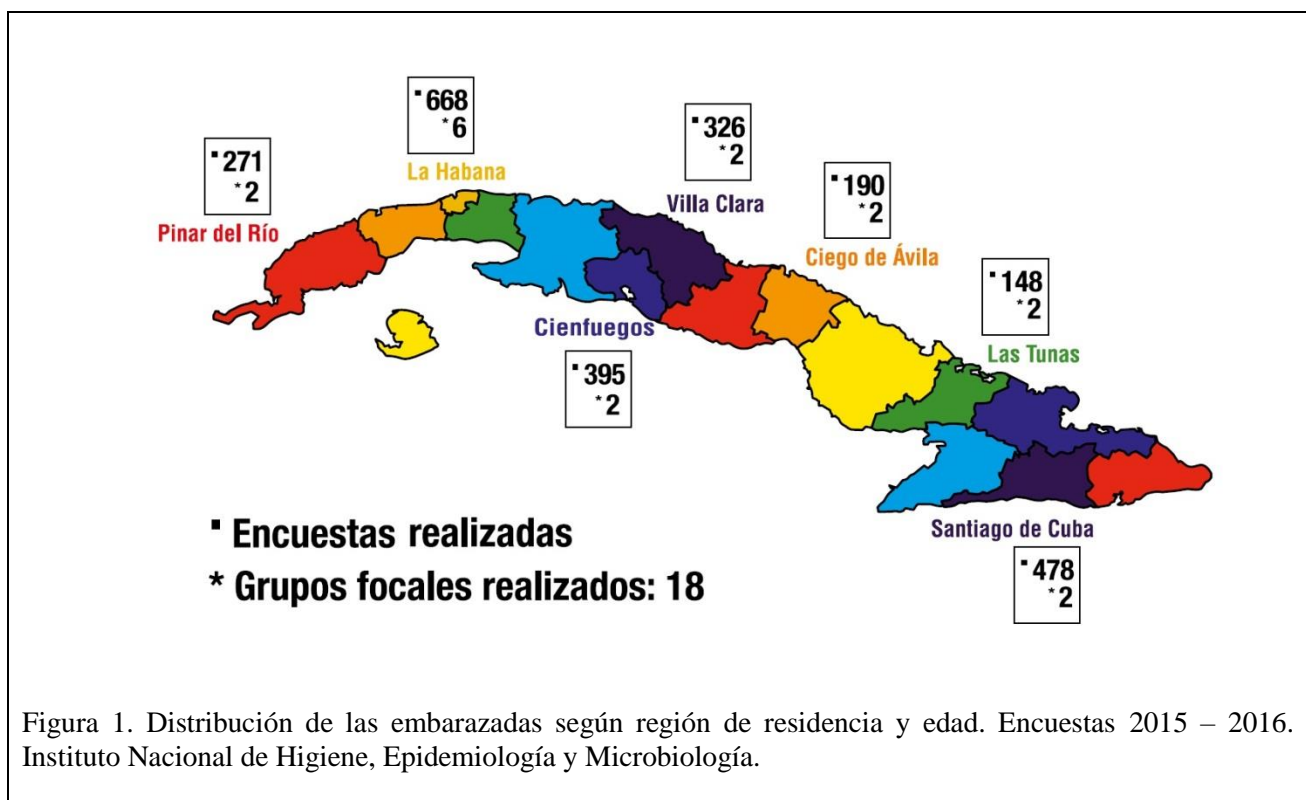 ▪668
*6
La Habana
▪326
*2
Villa Clara
▪271
*2
Pinar del Río
▪190
*2
Ciego de Ávila
▪148
*2
Las Tunas
Cienfuegos
▪395
*2
Santiago de Cuba
▪478
*2
▪ Encuestas realizadas
* Grupos focales realizados: 18
Figura 1. Distribución de las embarazadas según región de residencia y edad. Encuestas 2015 – 2016.
Instituto Nacional de Higiene, Epidemiología y Microbiología.